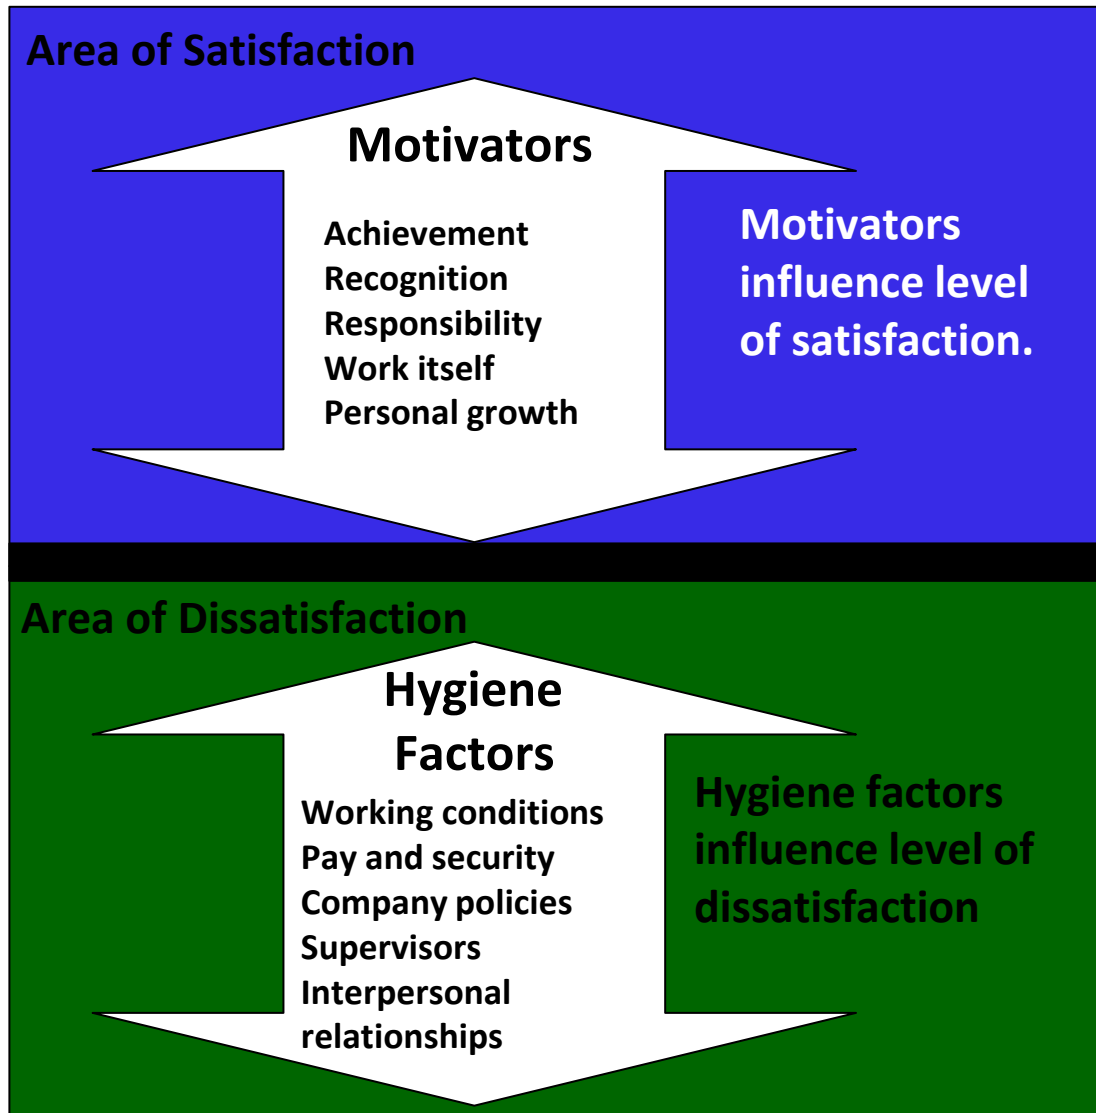 Area of Satisfaction
Motivators
Achievement
Recognition
Responsibility
Work itself
Personal growth
Motivators
influence level
of satisfaction.
Area of Dissatisfaction
Hygiene
Factors
Working conditions
Pay and security
Company policies
Supervisors
Interpersonal
relationships
Hygiene factors
influence level of
dissatisfaction